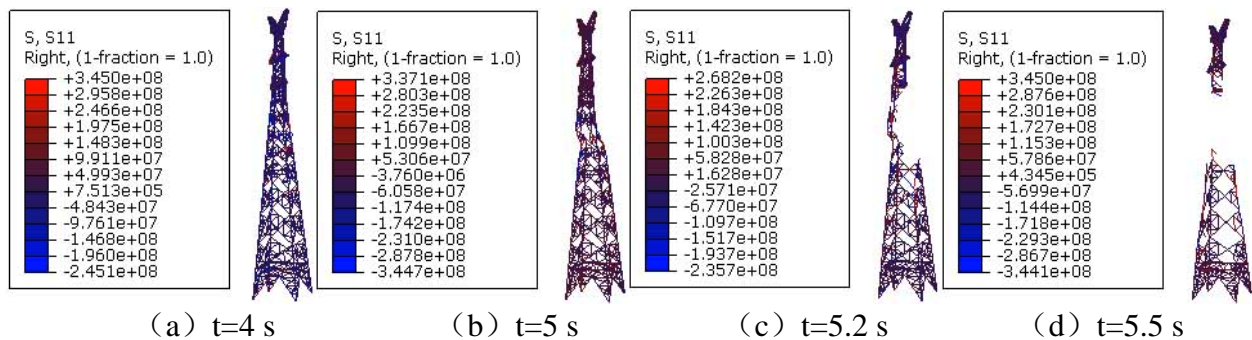 S, S11
Right, (1-fraction = 1.0)
+3.450e+08
+2.958e+08
+2.466e+08
+1.975e+08
+1.483e+08
+9.911e+07
+4.993e+07
+7.513e+05
-4.843e+07
-9.761e+07
-1.468e+08
-1.960e+08
-2.451e+08
S, S11
Right, (1-fraction = 1.0)
+3.371e+08
+2.803e+08
+2.235e+08
+1.667e+08
+1.099e+08
+5.306e+07
-3.760e+06
-6.058e+07
-1.174e+08
-1.742e+08
-2.310e+08
-2.878e+08
-3.447e+08
S, S11
Right, (1-fraction = 1.0)
+2.682e+08
+2.263e+08
+1.843e+08
+1.423e+08
+1.003e+08
+5.828e+07
+1.628e+07
-2.571e+07
-6.770e+07
-1.097e+08
-1.517e+08
-1.937e+08
-2.357e+08
S, S11
Right, (1-fraction = 1.0)
+3.450e+08
+2.876e+08
+2.301e+08
+1.727e+08
+1.153e+08
+5.786e+07
+4.345e+05
-5.699e+07
-1.144e+08
-1.718e+08
-2.293e+08
-2.867e+08
-3.441e+08
（a）t=4 s
（b）t=5 s
（c）t=5.2 s
（d）t=5.5 s